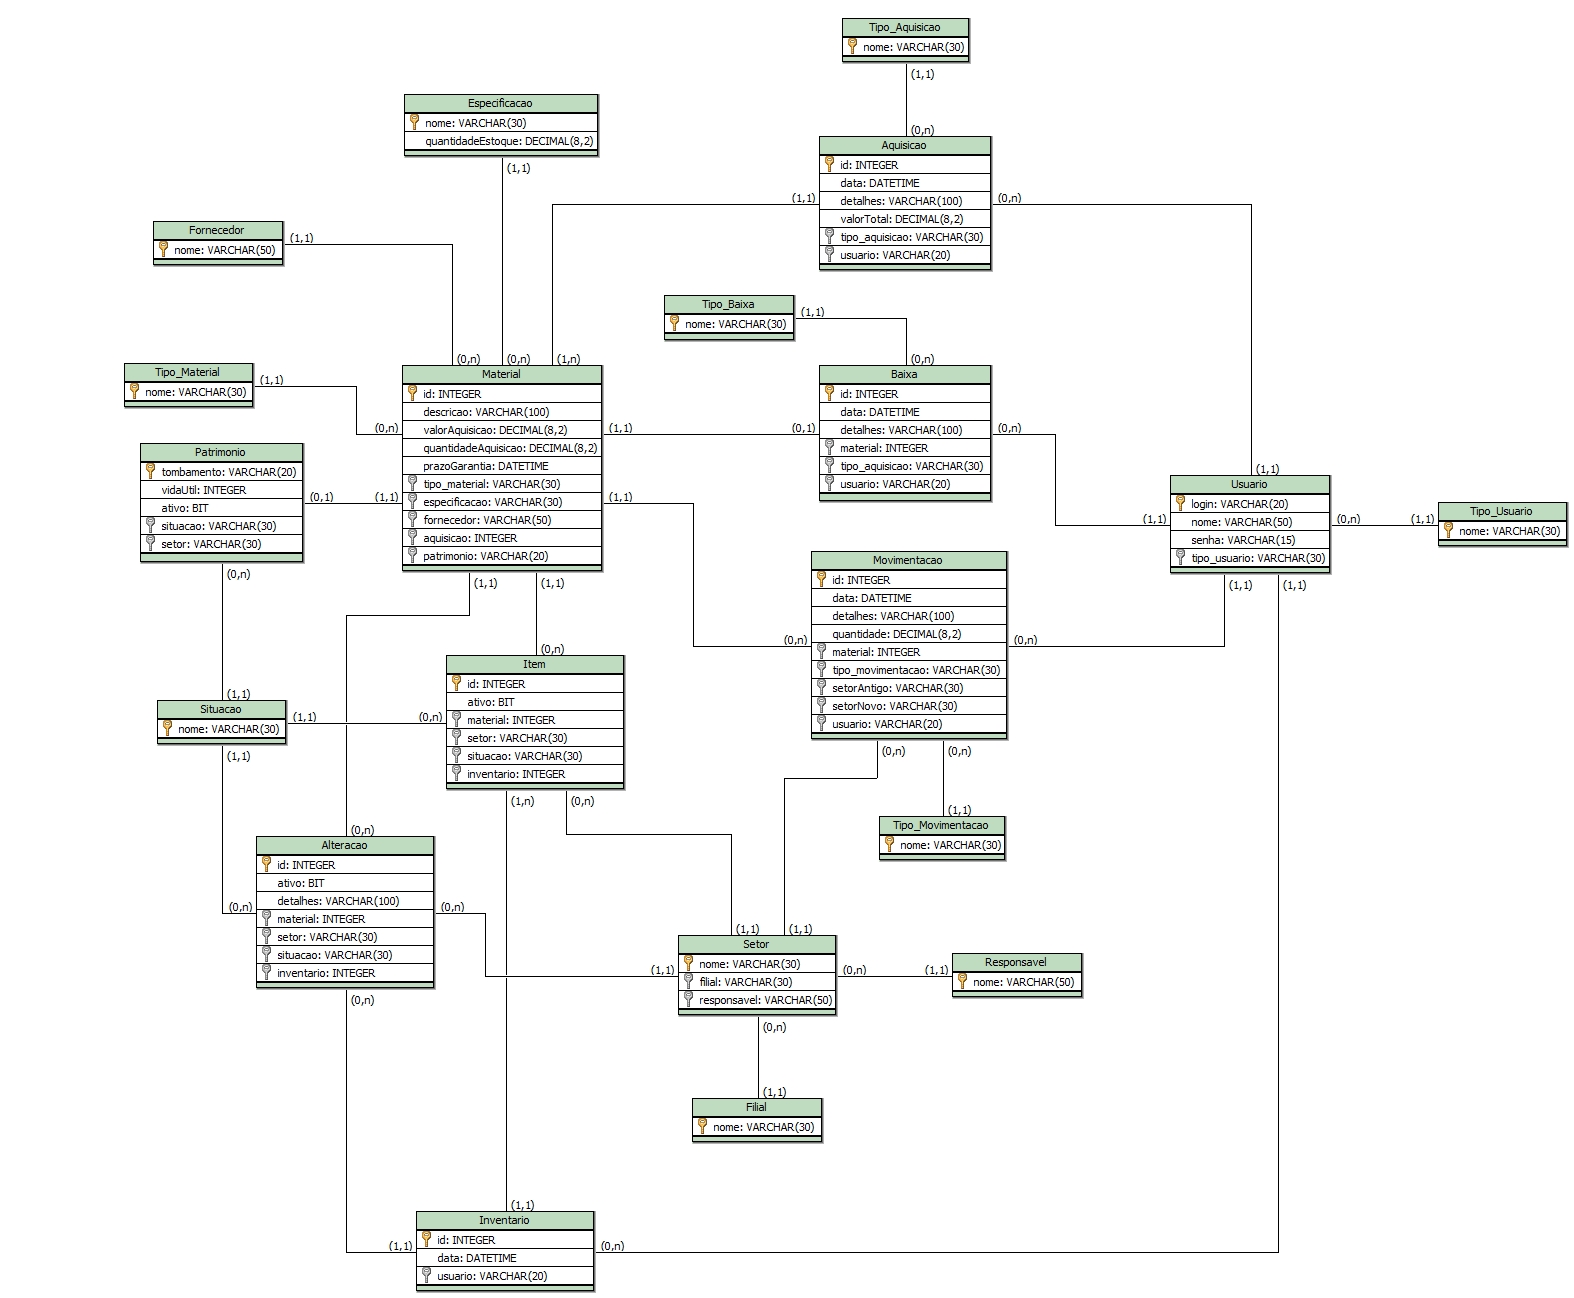 Tipo_Aquisicao
nome: VARCHAR(30)
(1,1)
(0,n)
Especificacao
nome: VARCHAR(30)
quantidadeEstoque: DECIMAL(8,2)
(1,1)
Aquisicao
id: INTEGER
data: DATETIME
detalhes: VARCHAR(100)
valorTotal: DECIMAL(8,2)
tipo_aquisicao: VARCHAR(30)
usuario: VARCHAR(20)
(1,1)
(0,n)
Fornecedor
nome: VARCHAR(50)
(1,1)
Tipo_Baixa
nome: VARCHAR(30)
(1,1)
(0,n)
(0,n)
(0,n)
(1,n)
Tipo_Material
nome: VARCHAR(30)
(1,1)
(0,n)
Material
id: INTEGER
descricao: VARCHAR(100)
valorAquisicao: DECIMAL(8,2)
quantidadeAquisicao: DECIMAL(8,2)
prazoGarantia: DATETIME
tipo_material: VARCHAR(30)
especificacao: VARCHAR(30)
fornecedor: VARCHAR(50)
aquisicao: INTEGER
patrimonio: VARCHAR(20)
(1,1)
(0,1)
Baixa
id: INTEGER
data: DATETIME
detalhes: VARCHAR(100)
material: INTEGER
tipo_aquisicao: VARCHAR(30)
usuario: VARCHAR(20)
(0,n)
Patrimonio
tombamento: VARCHAR(20)
vidaUtil: INTEGER
ativo: BIT
situacao: VARCHAR(30)
setor: VARCHAR(30)
(0,1)
(1,1)
(1,1)
(1,1)
Usuario
login: VARCHAR(20)
nome: VARCHAR(50)
senha: VARCHAR(15)
tipo_usuario: VARCHAR(30)
(1,1)
(0,n)
(1,1)
Tipo_Usuario
nome: VARCHAR(30)
(0,n)
(1,1)
(1,1)
(1,1)
(1,1)
Movimentacao
id: INTEGER
data: DATETIME
detalhes: VARCHAR(100)
quantidade: DECIMAL(8,2)
material: INTEGER
tipo_movimentacao: VARCHAR(30)
setorAntigo: VARCHAR(30)
setorNovo: VARCHAR(30)
usuario: VARCHAR(20)
(0,n)
(0,n)
(0,n)
(0,n)
(0,n)
Item
id: INTEGER
ativo: BIT
material: INTEGER
setor: VARCHAR(30)
situacao: VARCHAR(30)
inventario: INTEGER
(1,1)
Situacao
nome: VARCHAR(30)
(1,1)
(0,n)
(1,1)
(1,n)
(0,n)
(1,1)
Tipo_Movimentacao
nome: VARCHAR(30)
(0,n)
Alteracao
id: INTEGER
ativo: BIT
detalhes: VARCHAR(100)
material: INTEGER
setor: VARCHAR(30)
situacao: VARCHAR(30)
inventario: INTEGER
(0,n)
(0,n)
(0,n)
(1,1)
(1,1)
(1,1)
Setor
nome: VARCHAR(30)
filial: VARCHAR(30)
responsavel: VARCHAR(50)
(0,n)
(1,1)
Responsavel
nome: VARCHAR(50)
(0,n)
(1,1)
Filial
nome: VARCHAR(30)
(1,1)
(1,1)
Inventario
id: INTEGER
data: DATETIME
usuario: VARCHAR(20)
(0,n)